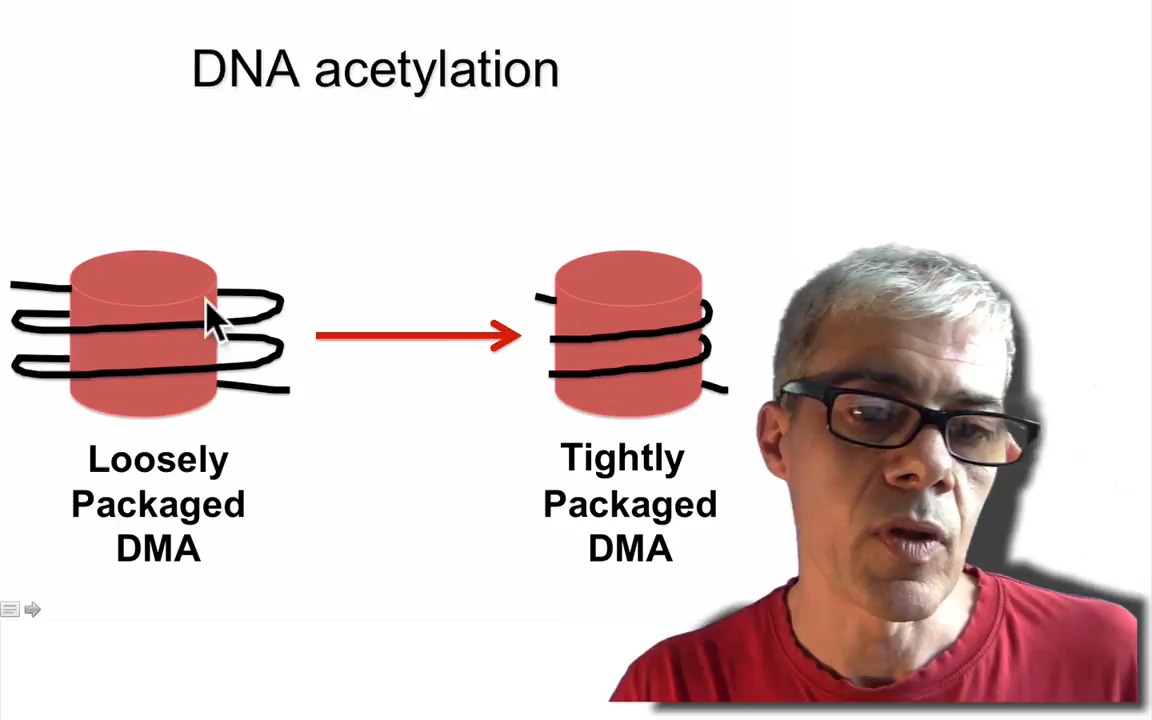 DNA acetylation
Loosely
Packaged
DMA
Tightly
Packaged
DMA